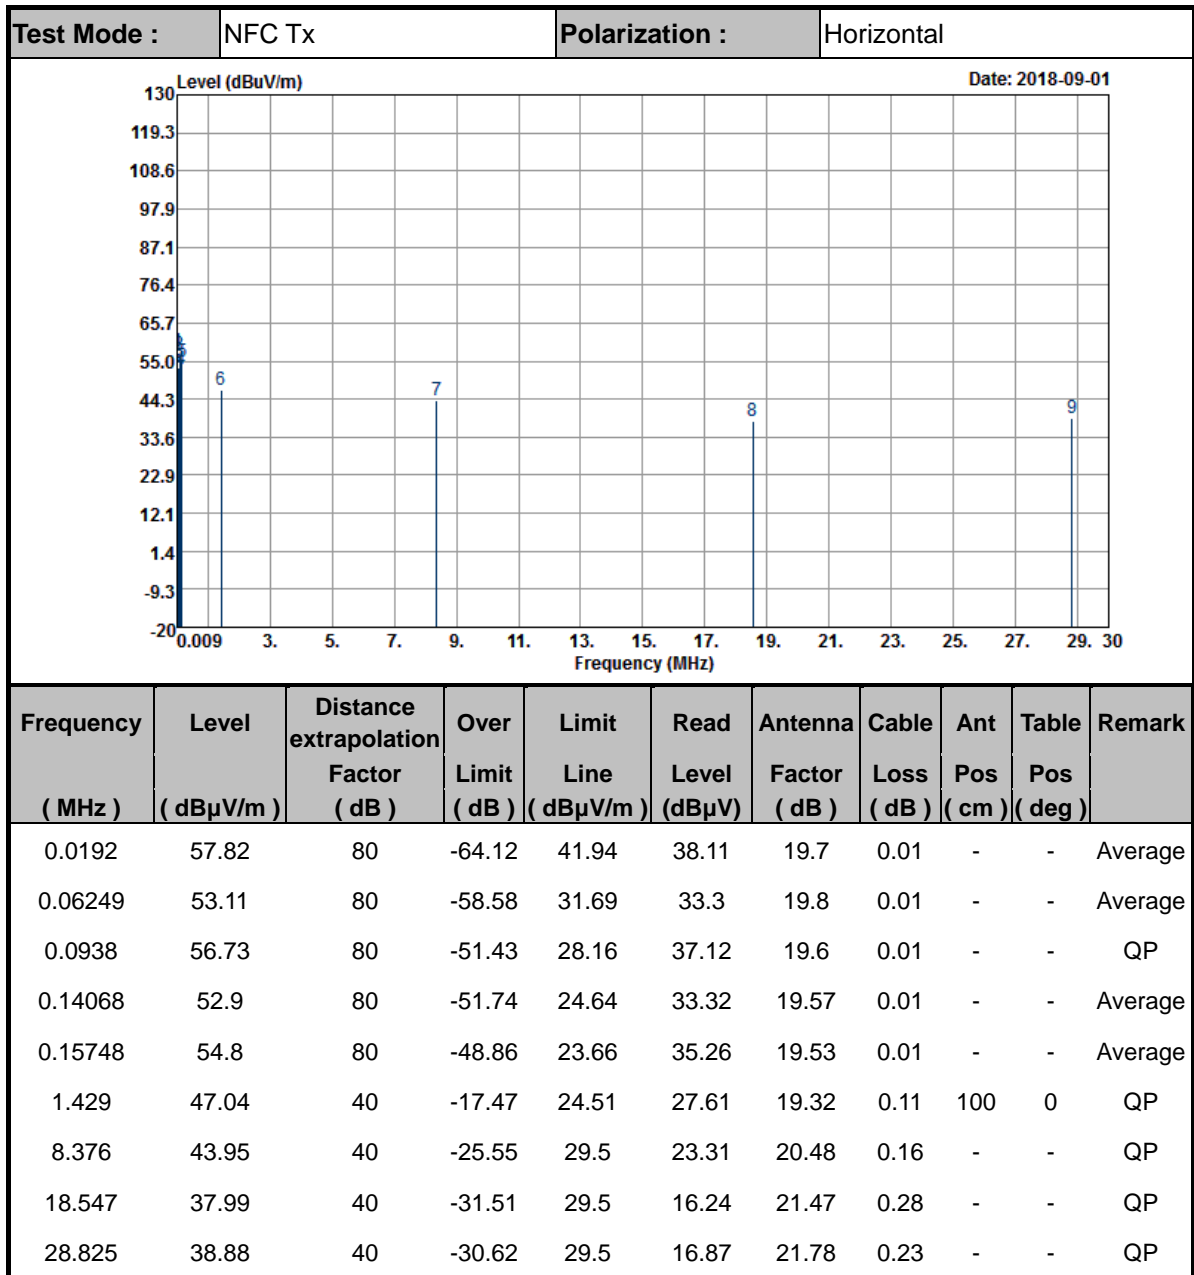 Test Mode : NFC Tx Polarization : Horizontal
Level (dBuV/m) Date: 2018-09-01
130
119.3
108.6
97.9
87.1
76.4
65.7
55.0
44.3
33.6
22.9
12.1
1.4
-9.3
-20
6
7
8
9
0.009 3. 5. 7. 9. 11. 13. 15. 17. 19. 21. 23. 25. 27. 29. 30
Frequency (MHz)
Frequency Level Distance extrapolation Over Limit Read Antenna Cable Ant Table Remark
Factor Limit Line Level Factor Loss Pos Pos
( MHz ) ( dBµV/m ) ( dB ) ( dB ) ( dBµV/m ) (dBµV) ( dB ) ( dB ) ( cm ) ( deg )
0.0192 57.82 80 -64.12 41.94 38.11 19.7 0.01 - - Average
0.06249 53.11 80 -58.58 31.69 33.3 19.8 0.01 - - Average
0.0938 56.73 80 -51.43 28.16 37.12 19.6 0.01 - - QP
0.14068 52.9 80 -51.74 24.64 33.32 19.57 0.01 - - Average
0.15748 54.8 80 -48.86 23.66 35.26 19.53 0.01 - - Average
1.429 47.04 40 -17.47 24.51 27.61 19.32 0.11 100 0 QP
8.376 43.95 40 -25.55 29.5 23.31 20.48 0.16 - - QP
18.547 37.99 40 -31.51 29.5 16.24 21.47 0.28 - - QP
28.825 38.88 40 -30.62 29.5 16.87 21.78 0.23 - - QP